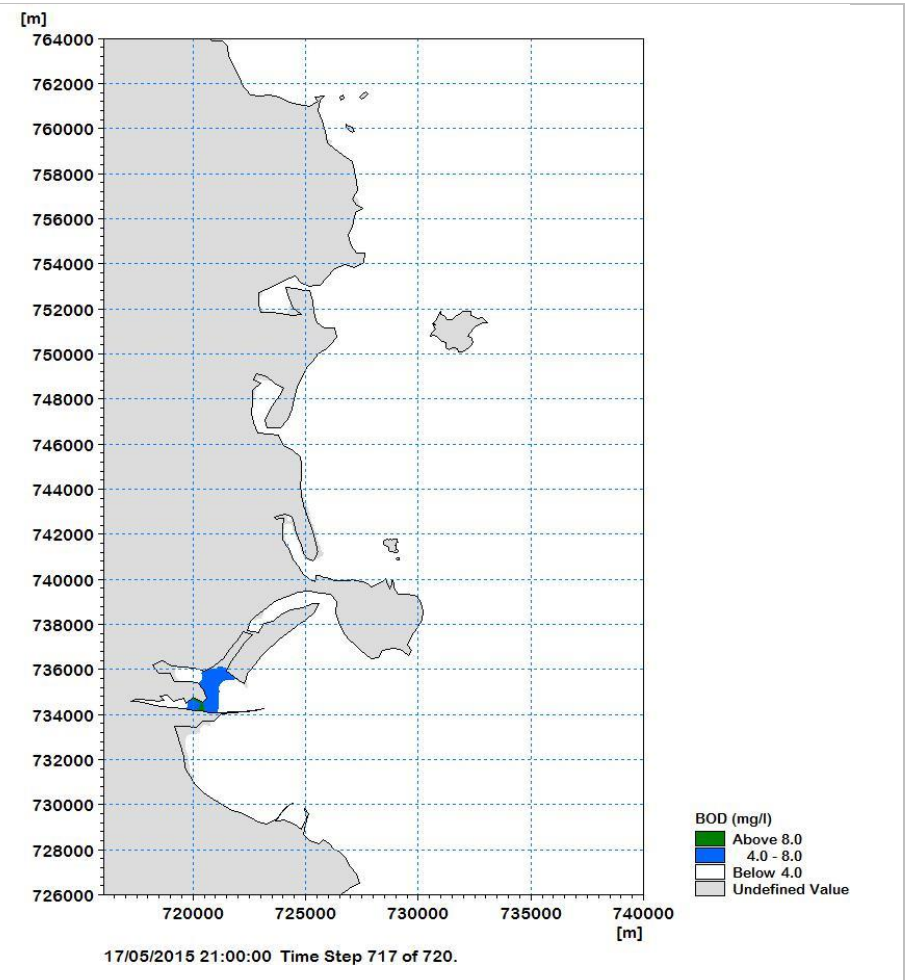 [m]
764000
762000
760000
758000
756000
754000
752000
750000
748000
746000
744000
742000
740000
738000
736000
734000
732000
730000
728000
726000
720000 725000 730000 735000 740000
[m]
BOD (mg/l)
Above 8.0
4.0 - 8.0
Below 4.0
Undefined Value
17/05/2015 21:00:00 Time Step 717 of 720.